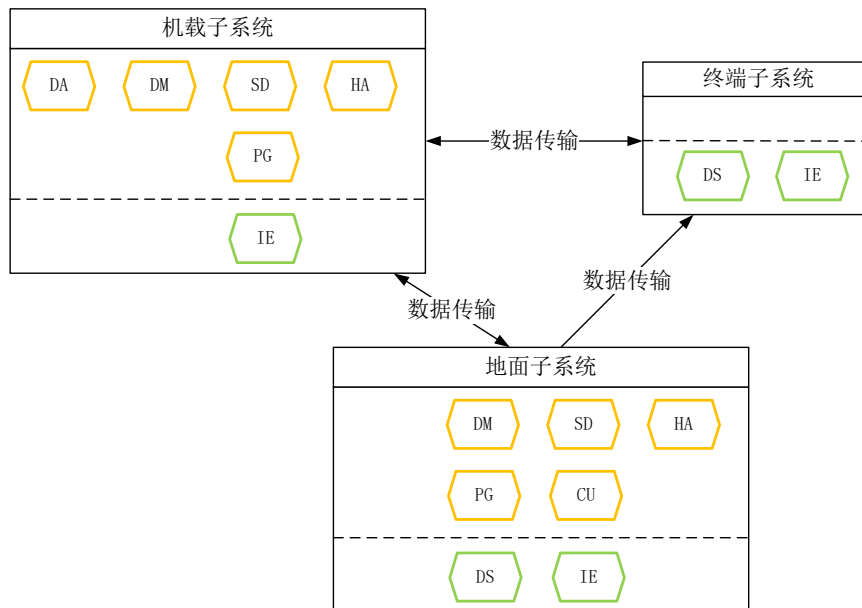 机载子系统
DA DM SD HA
PG
IE
终端子系统
DS IE
数据传输
数据传输
数据传输
地面子系统
DM SD HA
PG CU
DS IE